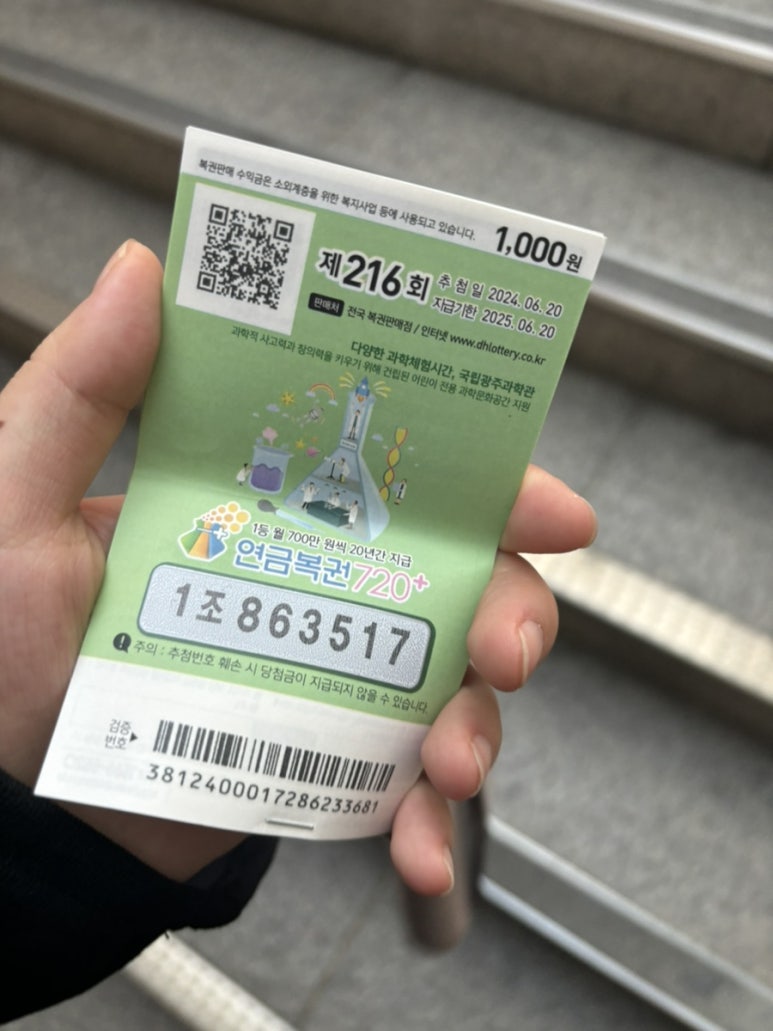 복권판매 수익금은 소외계층을 위한 복지사업 등에 사용되고 있습니다.
1,000원
제216회
추첨일 2024. 06. 20
지급기한 2025. 06. 20
판매처 전국 복권판매점 / 인터넷 www.dhlottery.co.kr
다양한 과학체험시간, 국립광주과학관
과학적 사고력과 창의력을 키우기 위해 건립된 어린이 전용 과학문화공간 지원
1등 월 700만 원씩 20년간 지급
연금복권720+
1조 863517
주의 : 추첨번호 훼손 시 당첨금이 지급되지 않을 수 있습니다.
검증
번호
38124000172862336​81